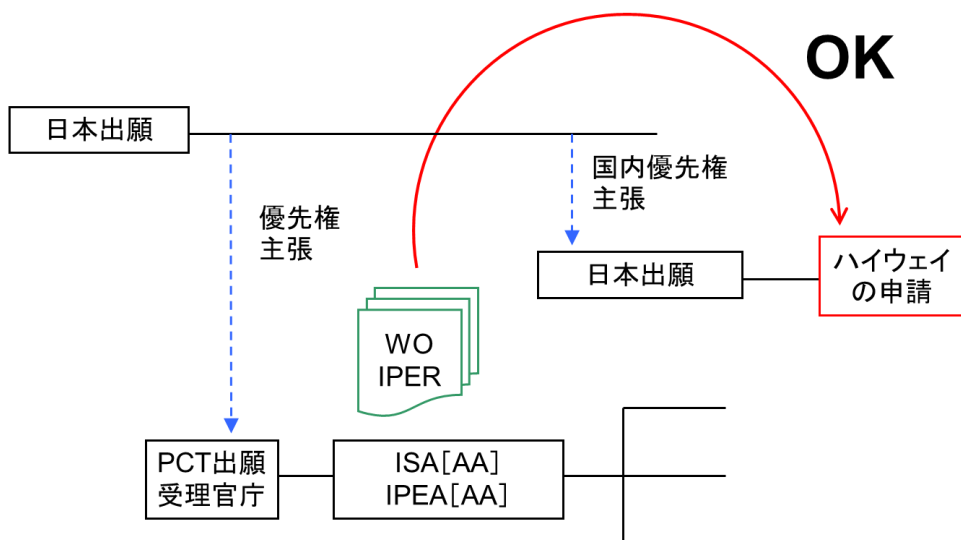 OK
日本出願
国内優先権
主張
優先権
主張
日本出願
ハイウェイ
の申請
WO
IPER
PCT出願
受理官庁
ISA[AA]
IPEA[AA]